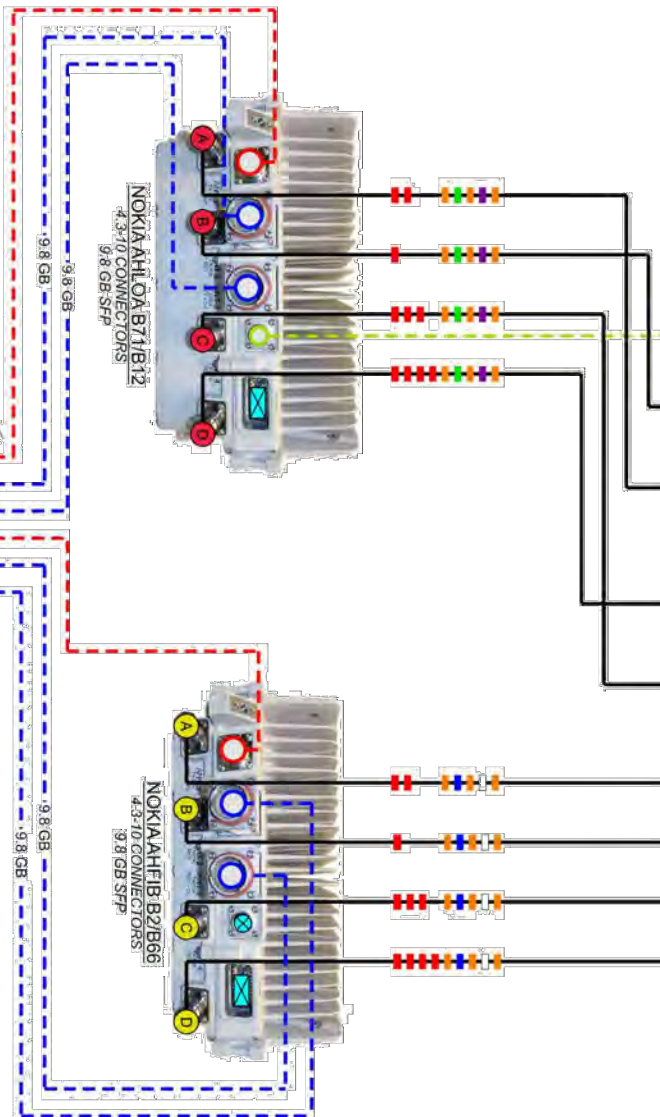 A
B
C
D
NOKIA AHLOA B71/B12
4.3-10 CONNECTORS
9.8 GB SFP
9.8 GB
9.8 GB
A
B
C
D
NOKIA AHFIB B2/B66
4.3-10 CONNECTORS
9.8 GB SFP
9.8 GB
9.8 GB